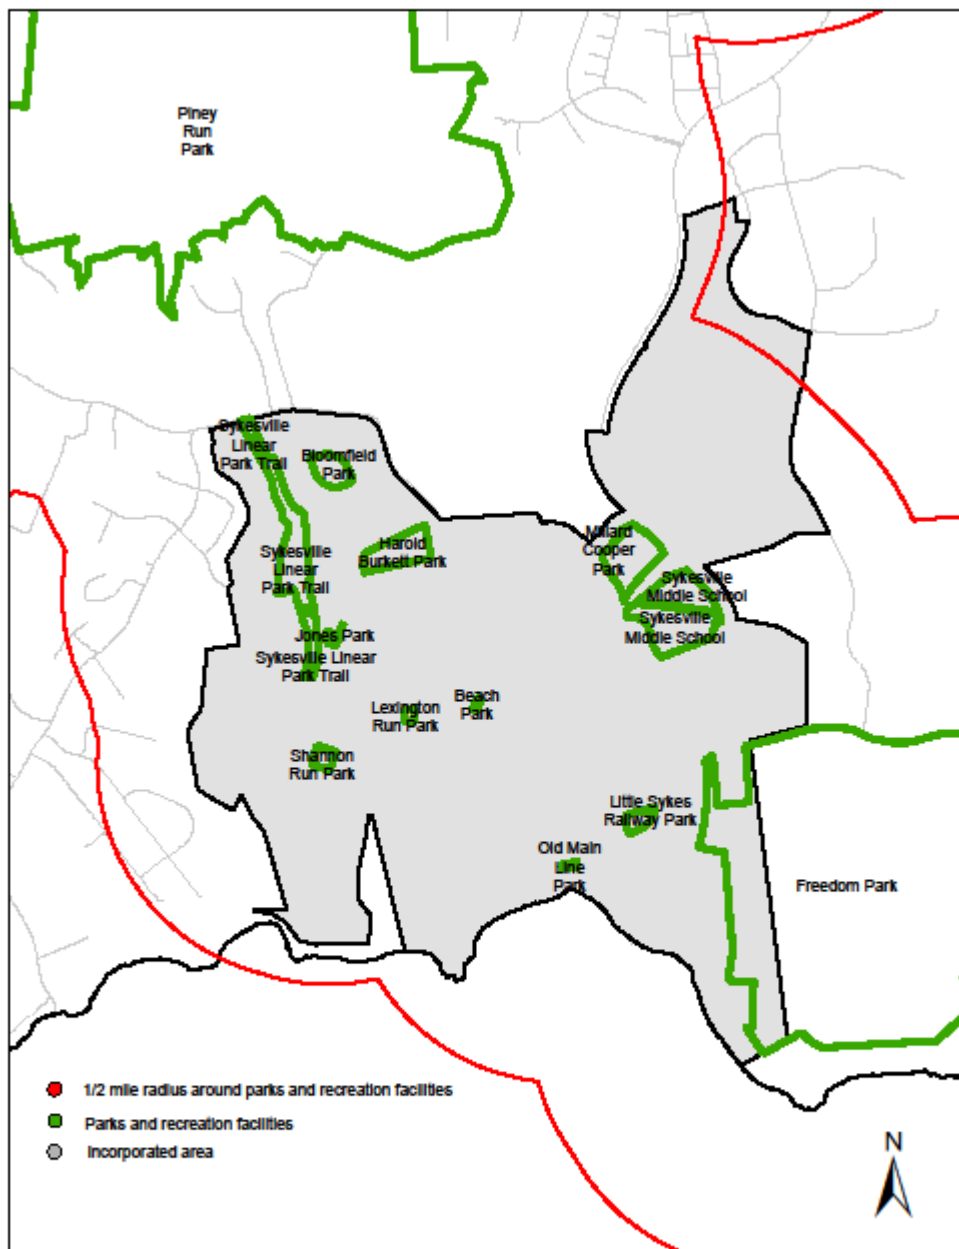 Piney
Run
Park
Sykesville
Linear
Park Trail
Bloomfield
Park
Millard
Cooper
Park
Harold
Burkett Park
Sykesville
Linear
Park Trail
Sykesville
Middle School
Sykesville
Middle School
Jones Park
Sykesville Linear
Park Trail
Lexington
Run Park
Beach
Park
Shannon
Run Park
Little Sykes
Railway Park
Old Main
Line
Park
Freedom Park
1/2 mile radius around parks and recreation facilities
Parks and recreation facilities
Incorporated area
N